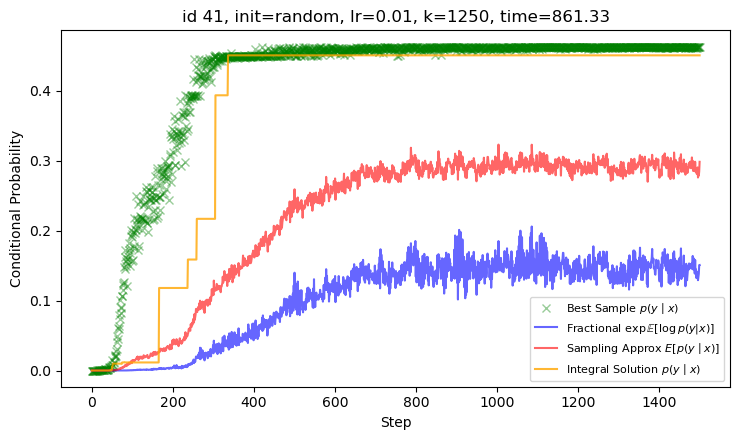 id 41, init=random, lr=0.01, k=1250, time=861.33
Conditional Probability
0.4
0.3
0.2
0.1
0.0
Best Sample p(y | x)
Fractional exp𝔼[log p(y|x)]
Sampling Approx E[p(y | x)]
Integral Solution p(y | x)
0 200 400 600 800 1000 1200 1400
Step